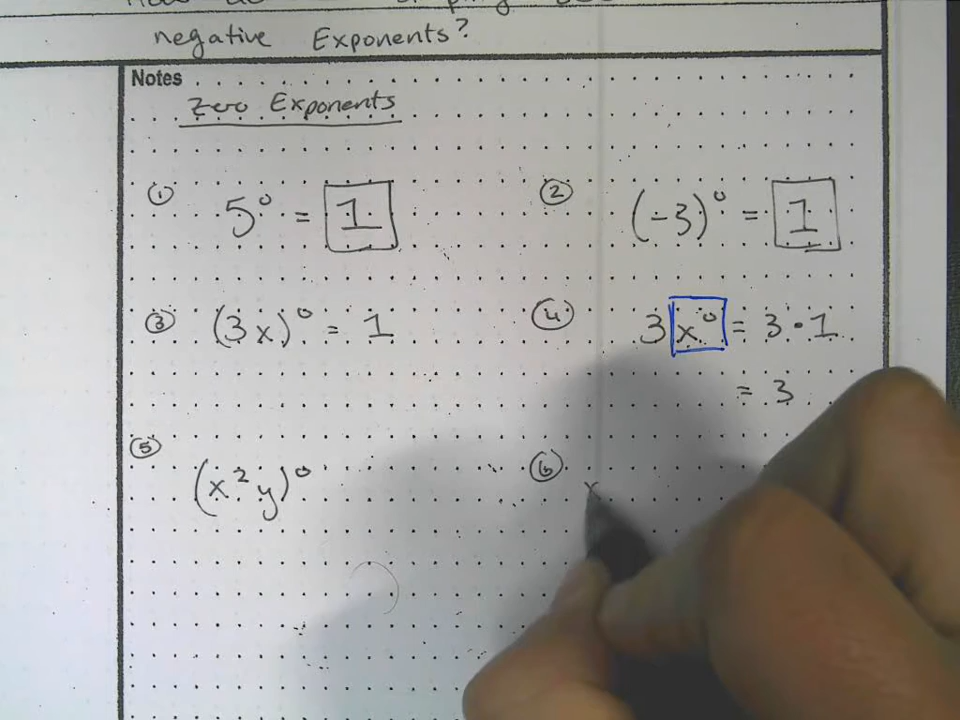 negative Exponents?
Notes
Zero Exponents
① 5⁰ = 1
② (-3)⁰ = 1
③ (3x)⁰ = 1
④ 3x⁰ = 3 • 1
= 3
⑤ (x²y)⁰
⑥ x